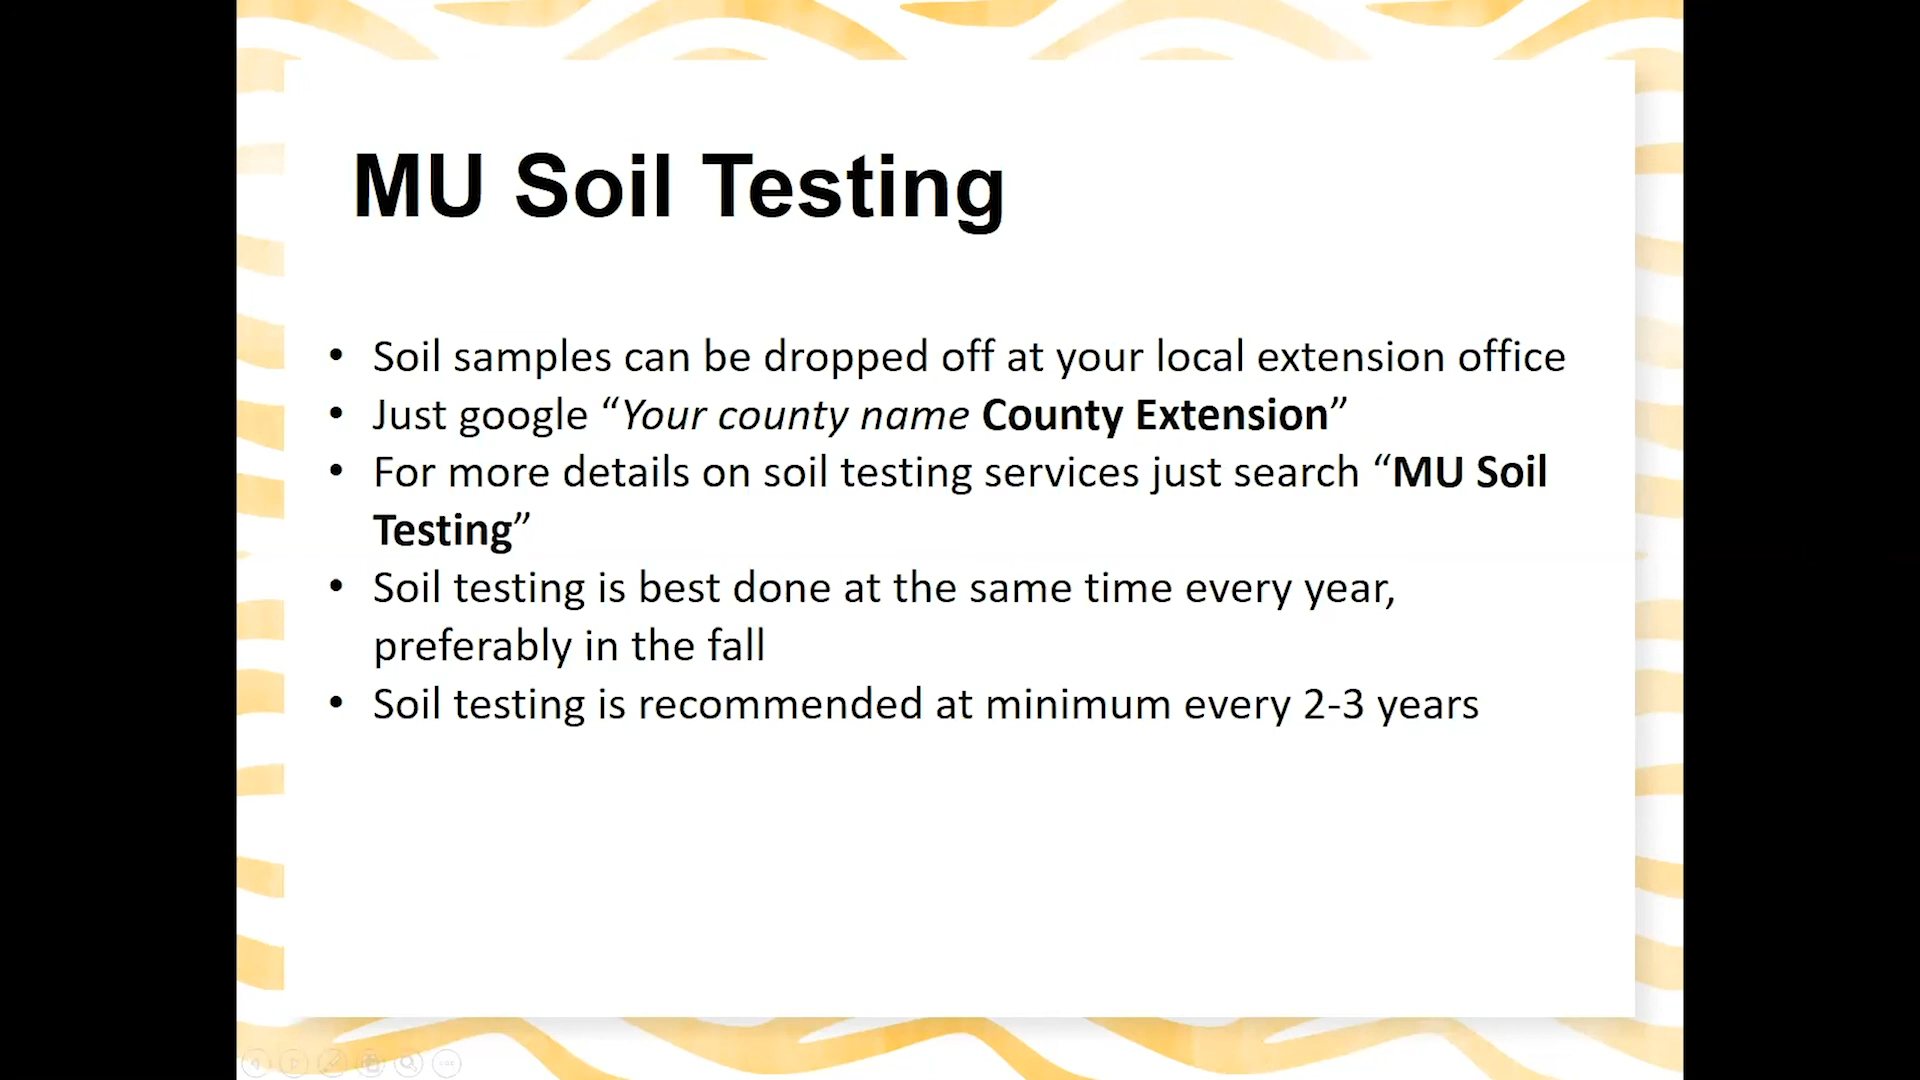 MU Soil Testing
• Soil samples can be dropped off at your local extension office
• Just google “Your county name County Extension”
• For more details on soil testing services just search “MU Soil
Testing”
• Soil testing is best done at the same time every year,
preferably in the fall
• Soil testing is recommended at minimum every 2-3 years